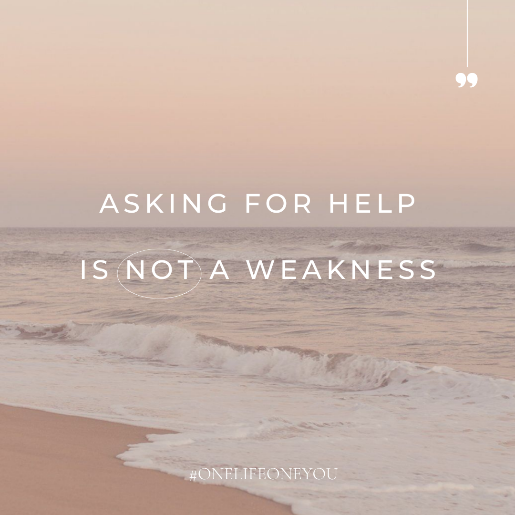 ”
ASKING FOR HELP
IS NOT A WEAKNESS
#ONELIFEONEYOU